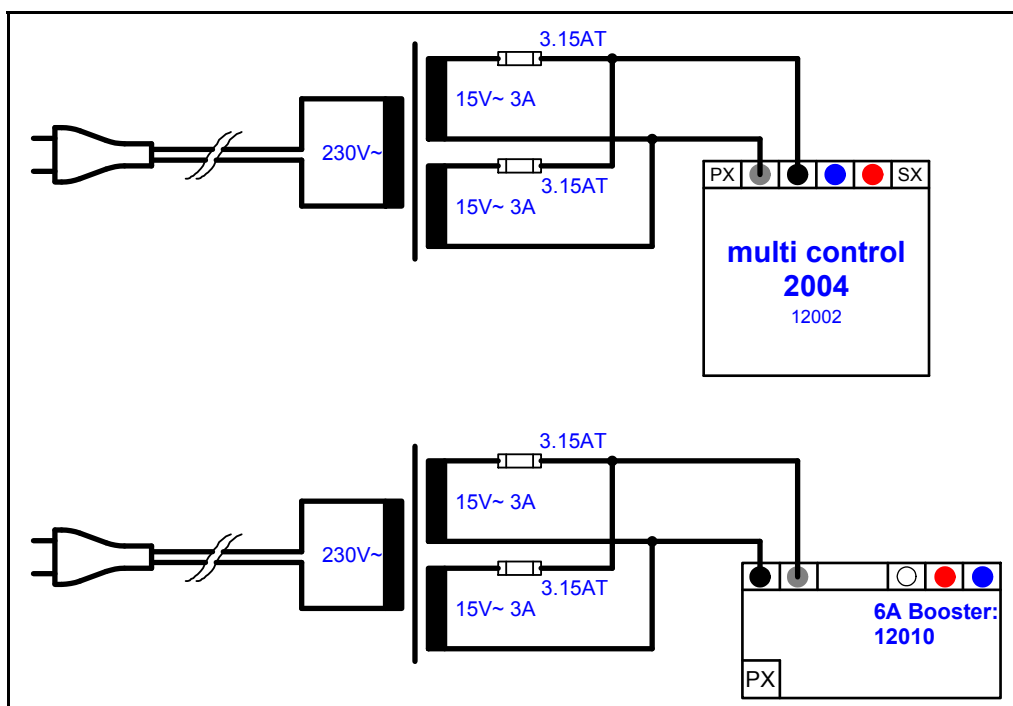 3.15AT
15V~ 3A
230V~
3.15AT
15V~ 3A
PX
SX
multi control
2004
12002
3.15AT
15V~ 3A
230V~
3.15AT
15V~ 3A
6A Booster:
12010
PX